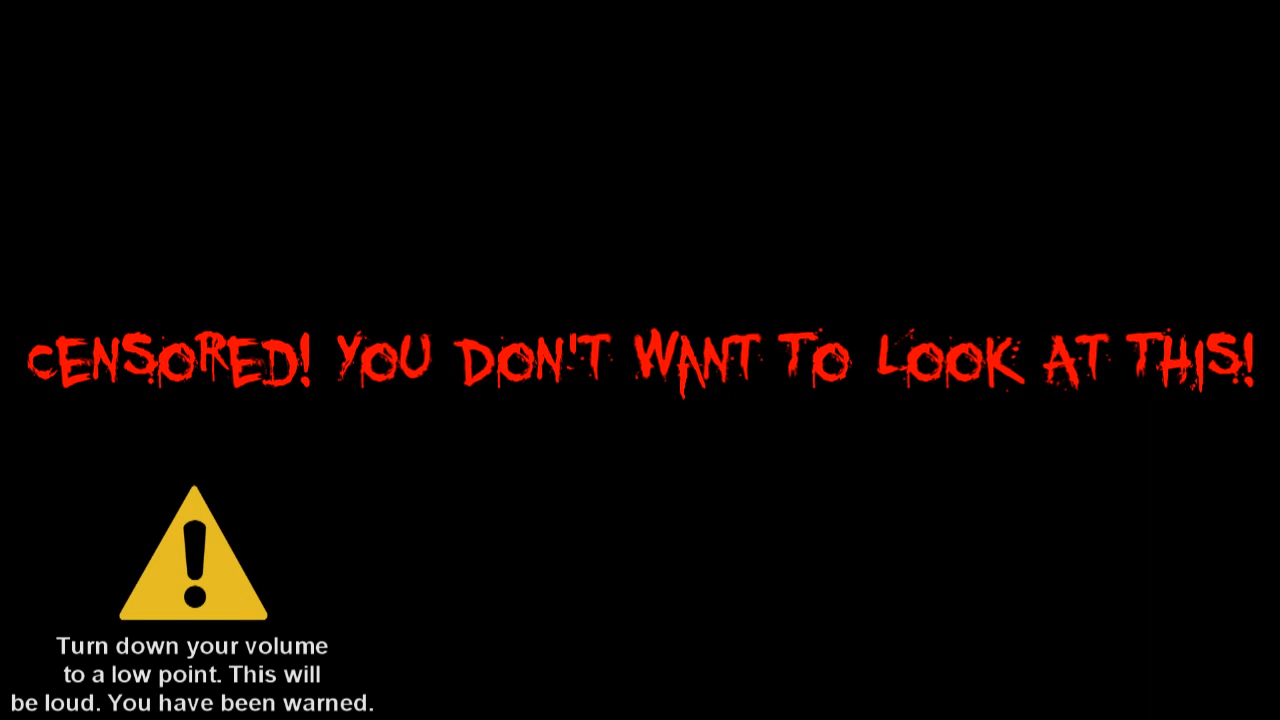 CENSORED! YOU DON'T WANT TO LOOK AT THIS!
Turn down your volume
to a low point. This will
be loud. You have been warned.